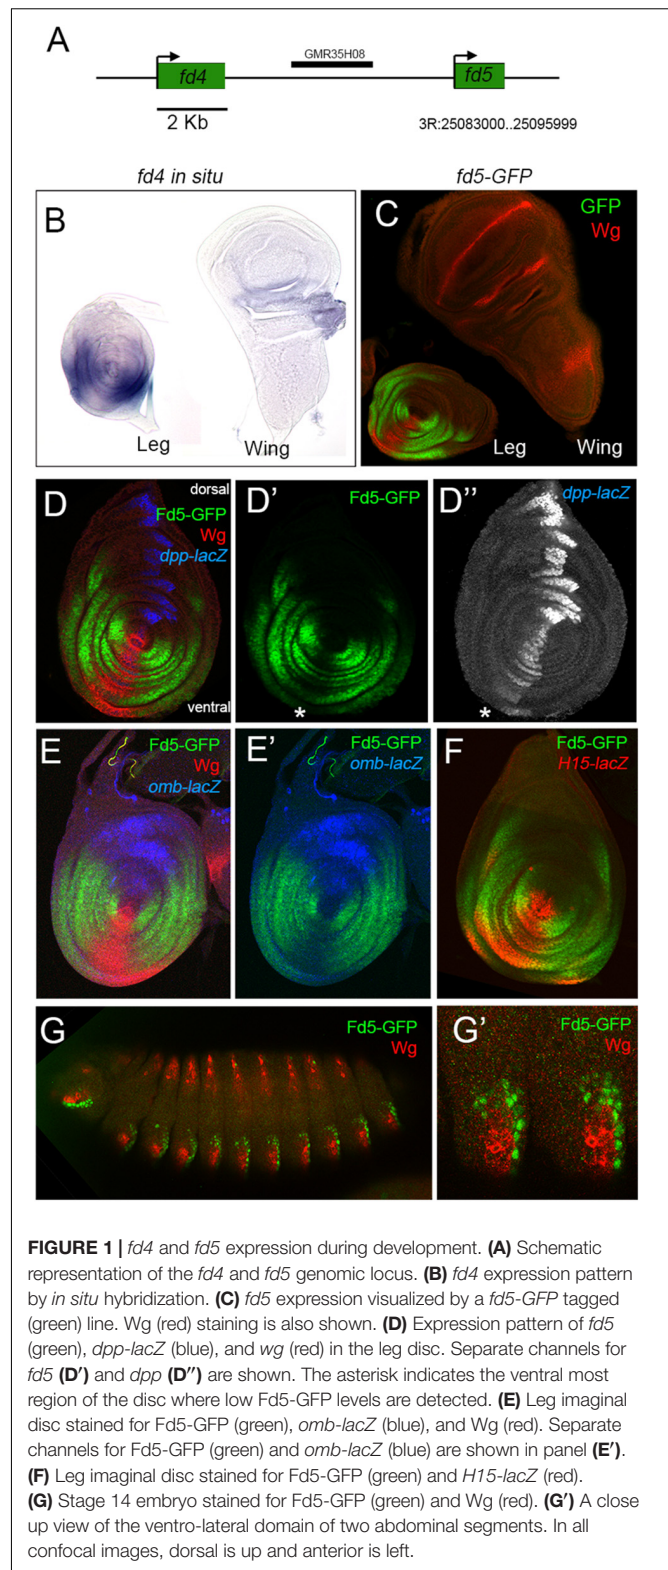 A
GMR35H08
fd4
fd5
2 Kb
3R:25083000..25095999
fd4 in situ
fd5-GFP
B
Leg
Wing
C
GFP
Wg
Leg
Wing
D
dorsal
Fd5-GFP
Wg
dpp-lacZ
ventral
D'
Fd5-GFP
*
D''
dpp-lacZ
*
E
Fd5-GFP
Wg
omb-lacZ
E'
Fd5-GFP
omb-lacZ
F
Fd5-GFP
H15-lacZ
G
Fd5-GFP
Wg
G'
Fd5-GFP
Wg
FIGURE 1 | fd4 and fd5 expression during development. (A) Schematic
representation of the fd4 and fd5 genomic locus. (B) fd4 expression pattern
by in situ hybridization. (C) fd5 expression visualized by a fd5-GFP tagged
(green) line. Wg (red) staining is also shown. (D) Expression pattern of fd5
(green), dpp-lacZ (blue), and wg (red) in the leg disc. Separate channels for
fd5 (D′) and dpp (D″) are shown. The asterisk indicates the ventral most
region of the disc where low Fd5-GFP levels are detected. (E) Leg imaginal
disc stained for Fd5-GFP (green), omb-lacZ (blue), and Wg (red). Separate
channels for Fd5-GFP (green) and omb-lacZ (blue) are shown in panel (E′).
(F) Leg imaginal disc stained for Fd5-GFP (green) and H15-lacZ (red).
(G) Stage 14 embryo stained for Fd5-GFP (green) and Wg (red). (G′) A close
up view of the ventro-lateral domain of two abdominal segments. In all
confocal images, dorsal is up and anterior is left.